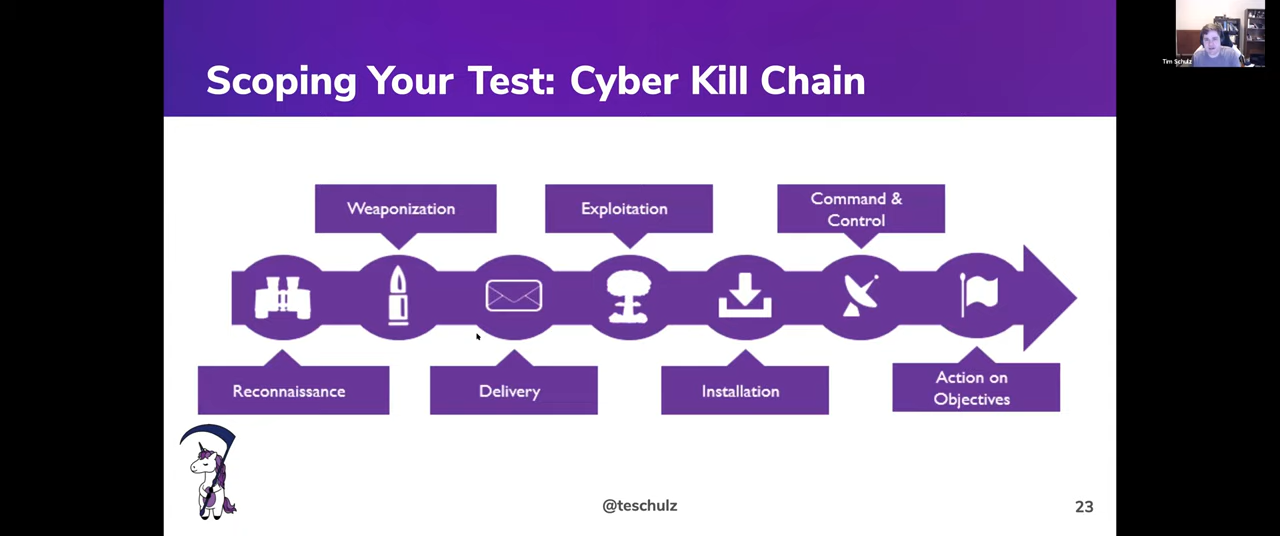 Scoping Your Test: Cyber Kill Chain
Tim Schulz
Weaponization
Exploitation
Command &
Control
Reconnaissance
Delivery
Installation
Action on
Objectives
@teschulz
23